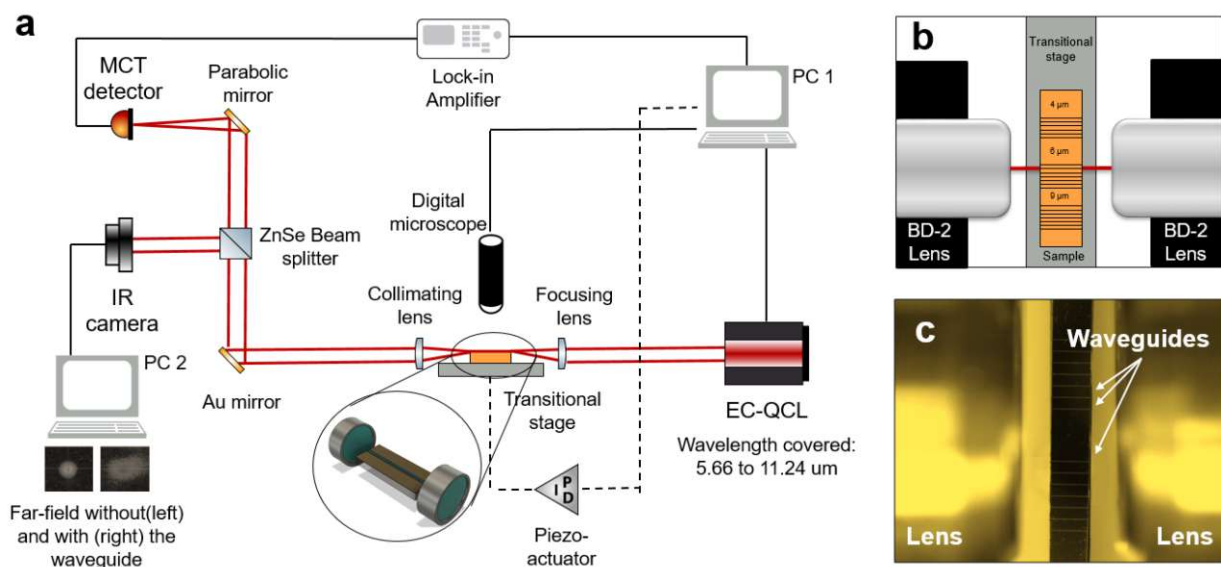 a
MCT
detector
Parabolic
mirror
Lock-in
Amplifier
PC 1
Digital
microscope
ZnSe Beam
splitter
IR
camera
Collimating
lens
Focusing
lens
PC 2
Au mirror
Transitional
stage
EC-QCL
Wavelength covered:
5.66 to 11.24 um
P
I
D
Piezo-
actuator
Far-field without(left)
and with (right) the
waveguide
b
Transitional
stage
4 µm
6 µm
9 µm
BD-2
Lens
BD-2
Lens
Sample
c
Waveguides
Lens
Lens